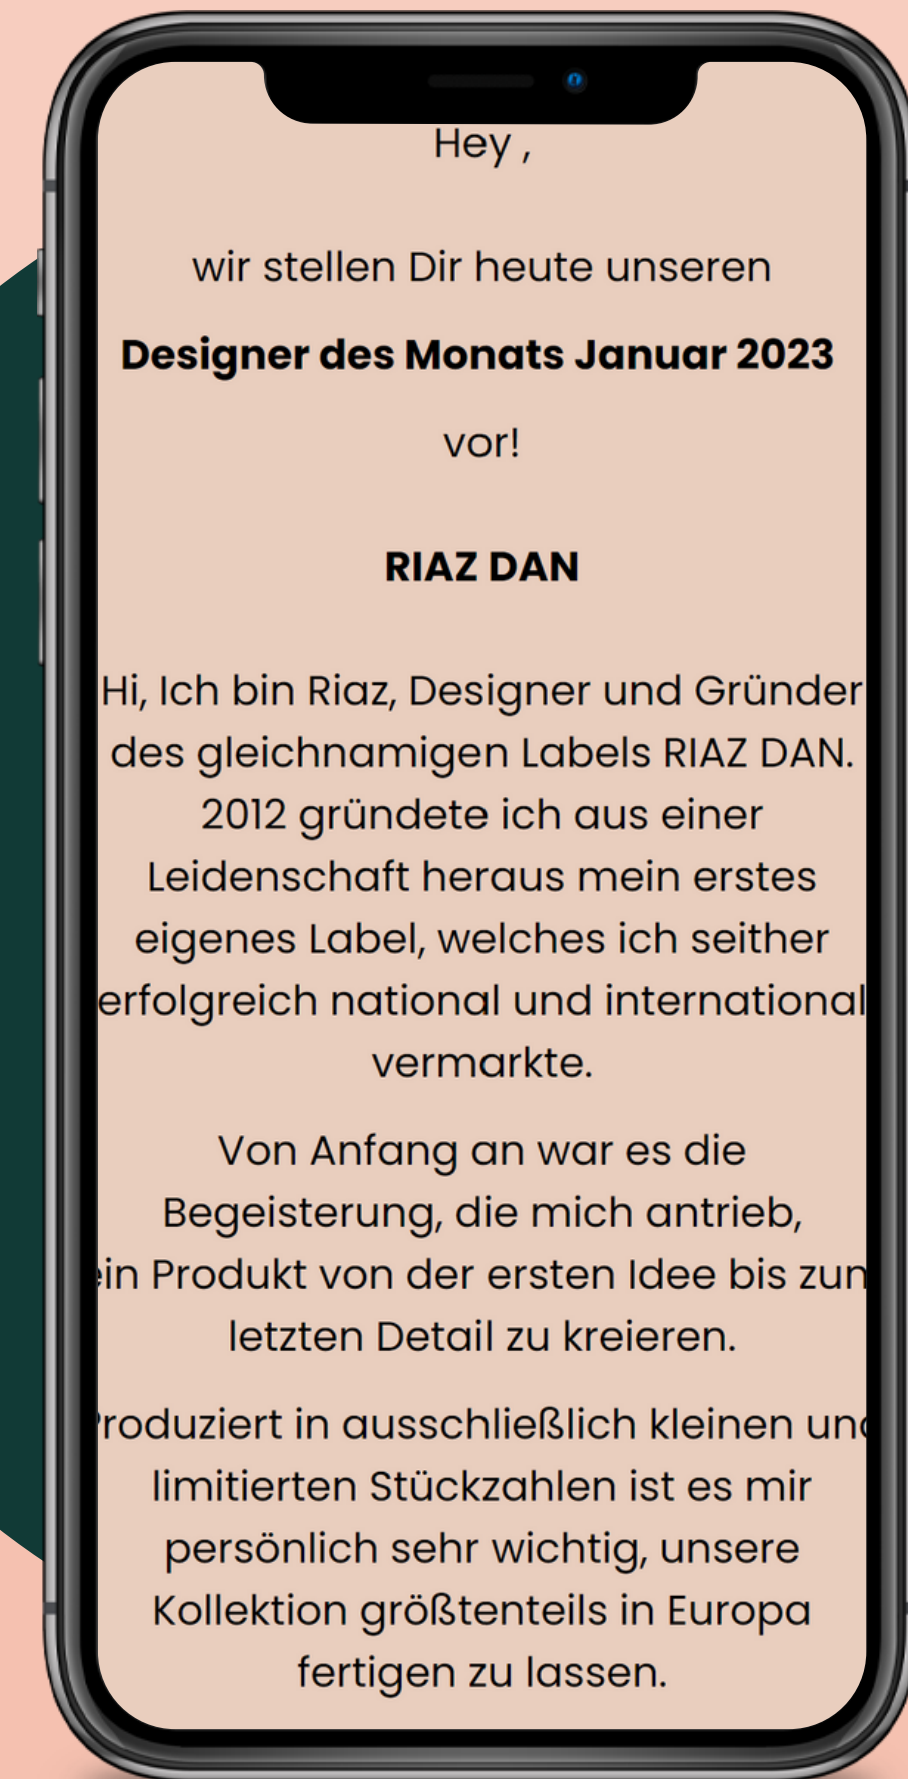 Hey ,
wir stellen Dir heute unseren
Designer des Monats Januar 2023
vor!
RIAZ DAN
Hi, Ich bin Riaz, Designer und Gründer
des gleichnamigen Labels RIAZ DAN.
2012 gründete ich aus einer
Leidenschaft heraus mein erstes
eigenes Label, welches ich seither
erfolgreich national und international
vermarkte.
Von Anfang an war es die
Begeisterung, die mich antrieb,
ein Produkt von der ersten Idee bis zum
letzten Detail zu kreieren.
Produziert in ausschließlich kleinen und
limitierten Stückzahlen ist es mir
persönlich sehr wichtig, unsere
Kollektion größtenteils in Europa
fertigen zu lassen.